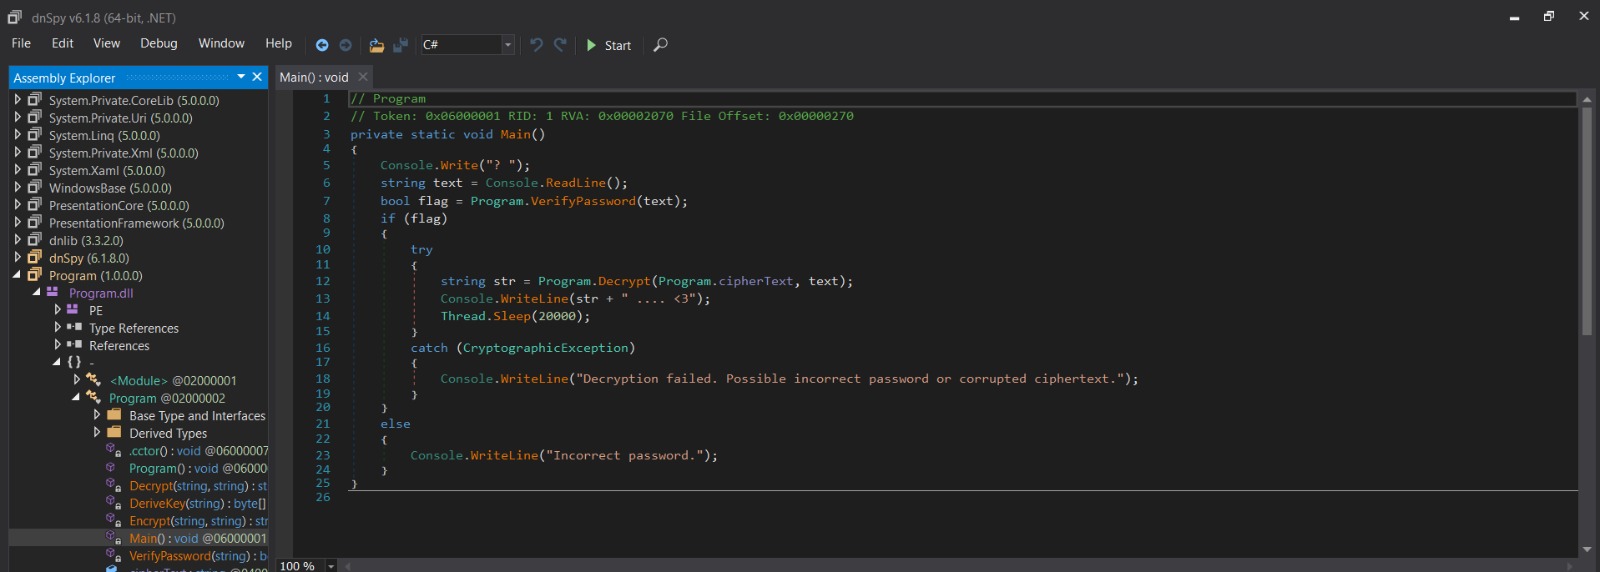 dnSpy v6.1.8 (64-bit, .NET)
File Edit View Debug Window Help C# Start
Assembly Explorer
System.Private.CoreLib (5.0.0.0)
System.Private.Uri (5.0.0.0)
System.Linq (5.0.0.0)
System.Private.Xml (5.0.0.0)
System.Xaml (5.0.0.0)
WindowsBase (5.0.0.0)
PresentationCore (5.0.0.0)
PresentationFramework (5.0.0.0)
dnlib (3.3.2.0)
dnSpy (6.1.8.0)
Program (1.0.0.0)
Program.dll
PE
Type References
References
{ } -
<Module> @02000001
Program @02000002
Base Type and Interfaces
Derived Types
.cctor() : void @06000007
Program() : void @06000
Decrypt(string, string) : st
DeriveKey(string) : byte[]
Encrypt(string, string) : str
Main() : void @06000001
VerifyPassword(string) : b
Main() : void
1 // Program
2 // Token: 0x06000001 RID: 1 RVA: 0x00002070 File Offset: 0x00000270
3 private static void Main()
4 {
5 Console.Write("? ");
6 string text = Console.ReadLine();
7 bool flag = Program.VerifyPassword(text);
8 if (flag)
9 {
10 try
11 {
12 string str = Program.Decrypt(Program.cipherText, text);
13 Console.WriteLine(str + " .... <3");
14 Thread.Sleep(20000);
15 }
16 catch (CryptographicException)
17 {
18 Console.WriteLine("Decryption failed. Possible incorrect password or corrupted ciphertext.");
19 }
20 }
21 else
22 {
23 Console.WriteLine("Incorrect password.");
24 }
25 }
26
100 %